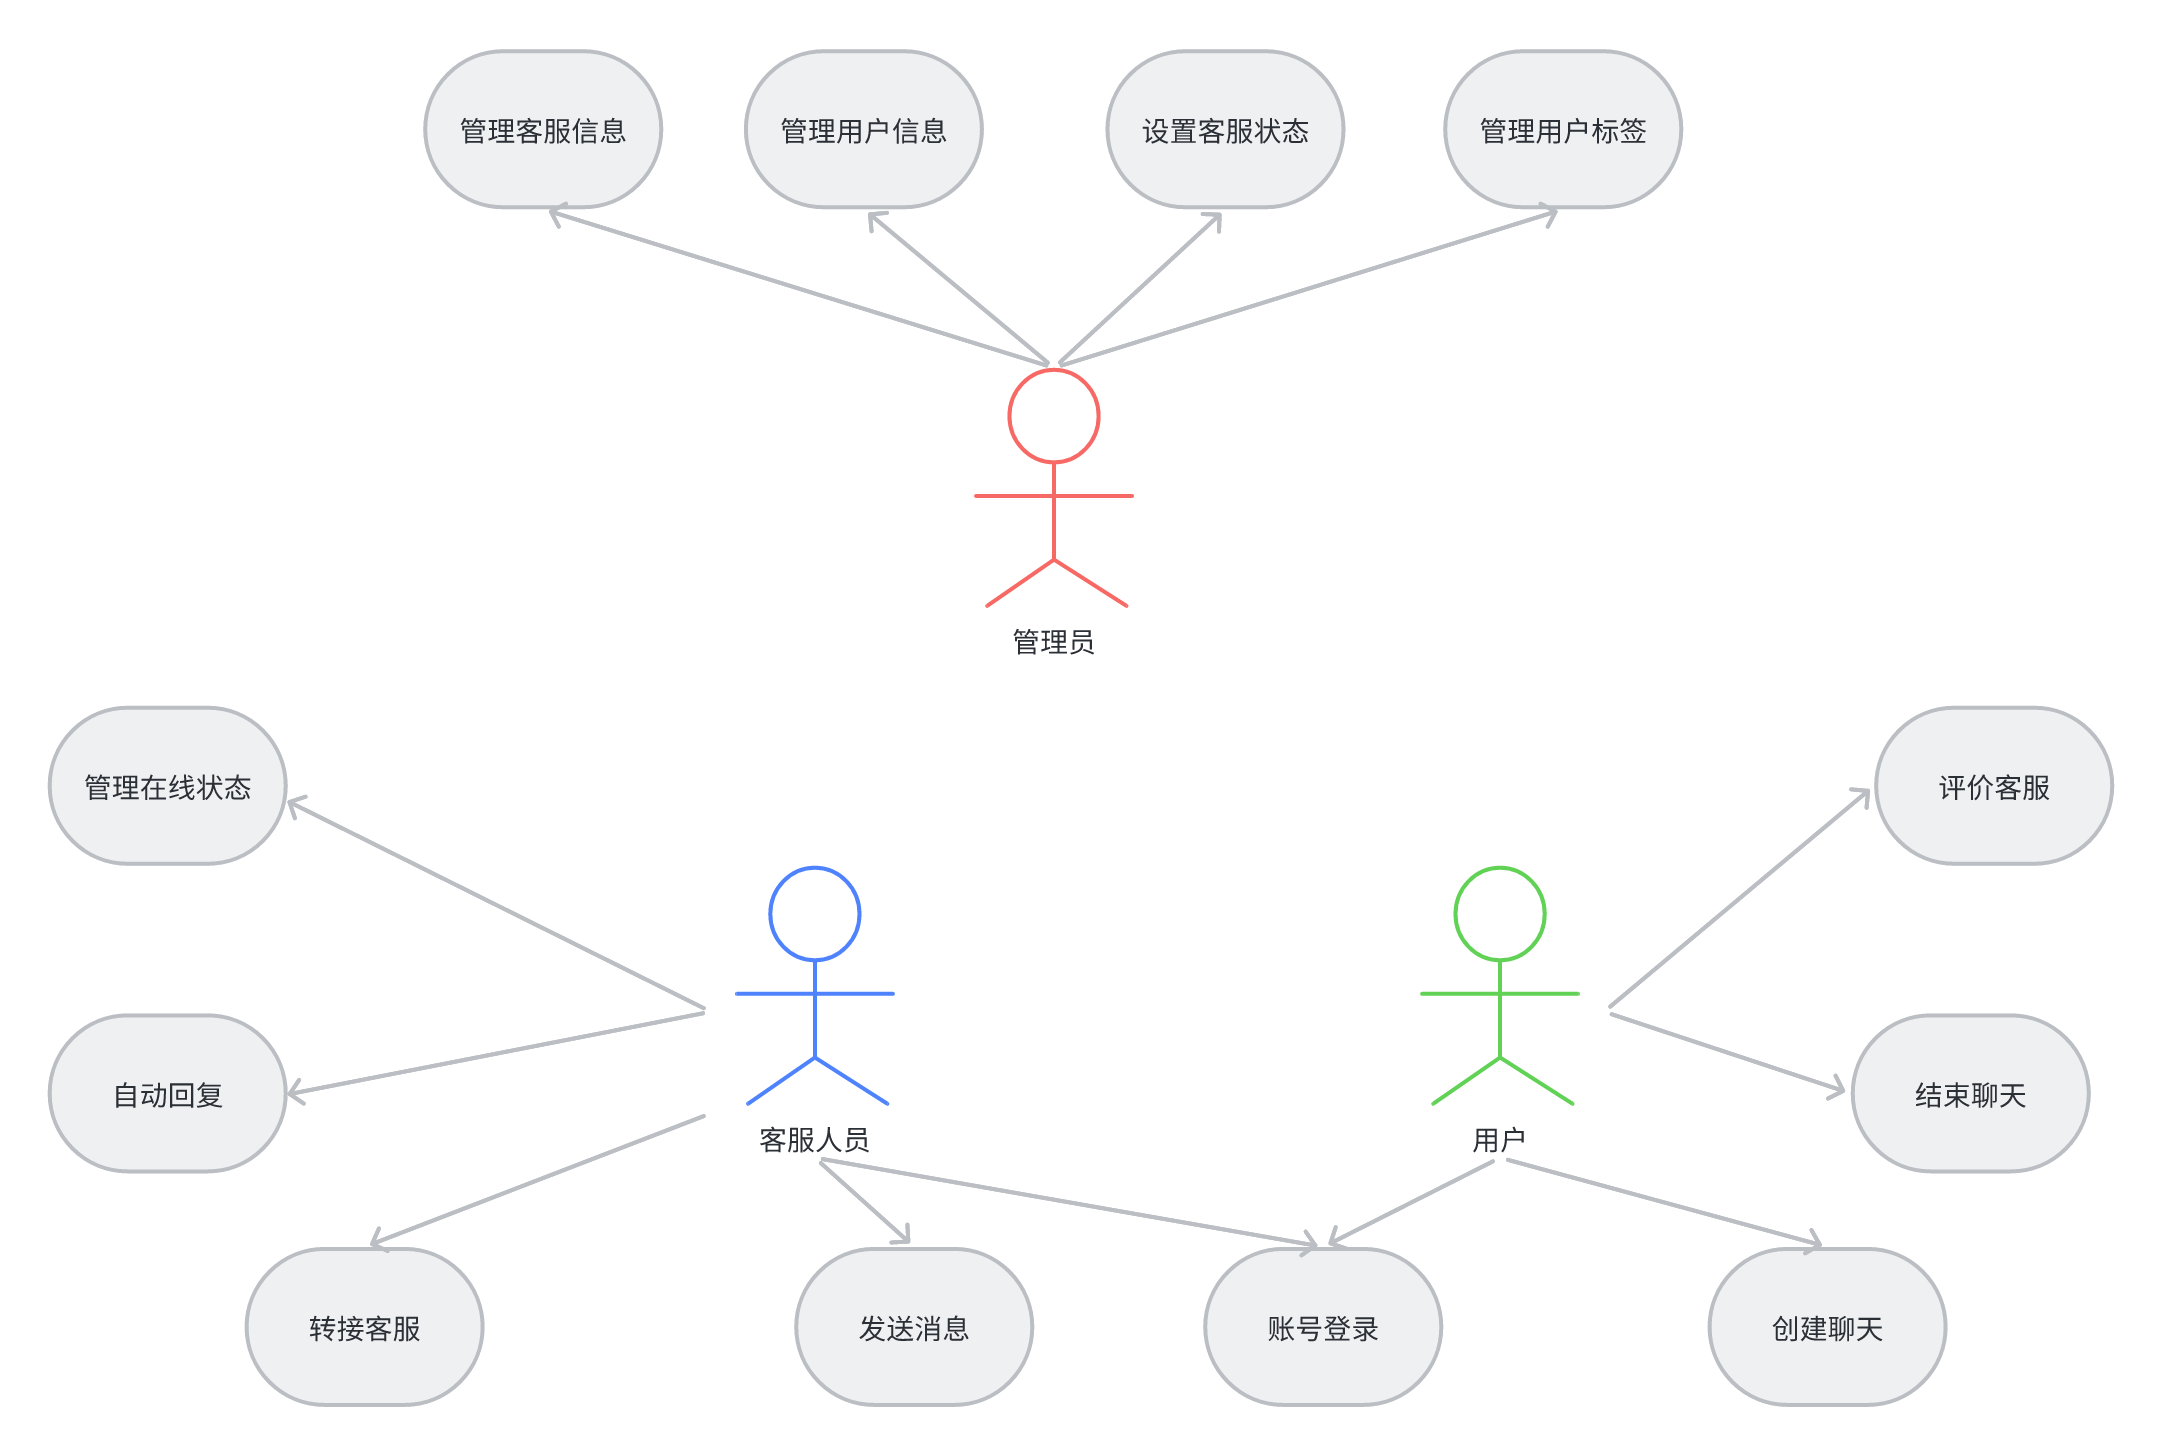 管理客服信息
管理用户信息
设置客服状态
管理用户标签
管理员
管理在线状态
评价客服
自动回复
结束聊天
客服人员
用户
转接客服
发送消息
账号登录
创建聊天